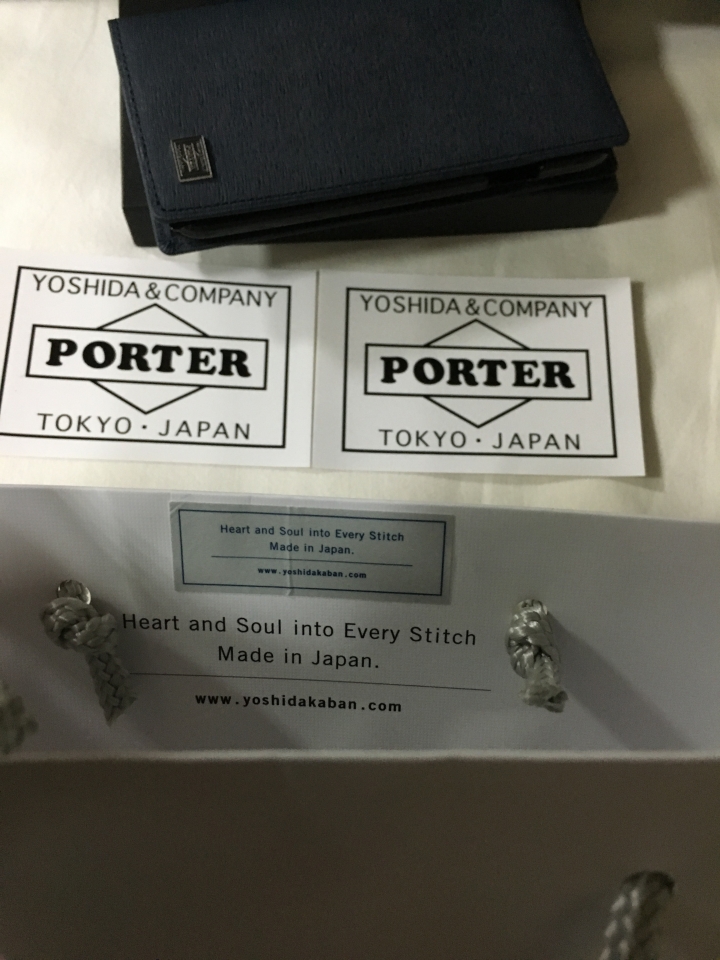 YOSHIDA & COMPANY
PORTER
TOKYO · JAPAN
YOSHIDA & COMPANY
PORTER
TOKYO · JAPAN
Heart and Soul into Every Stitch
Made in Japan.
www.yoshidakaban.com
Heart and Soul into Every Stitch
Made in Japan.
www.yoshidakaban.com